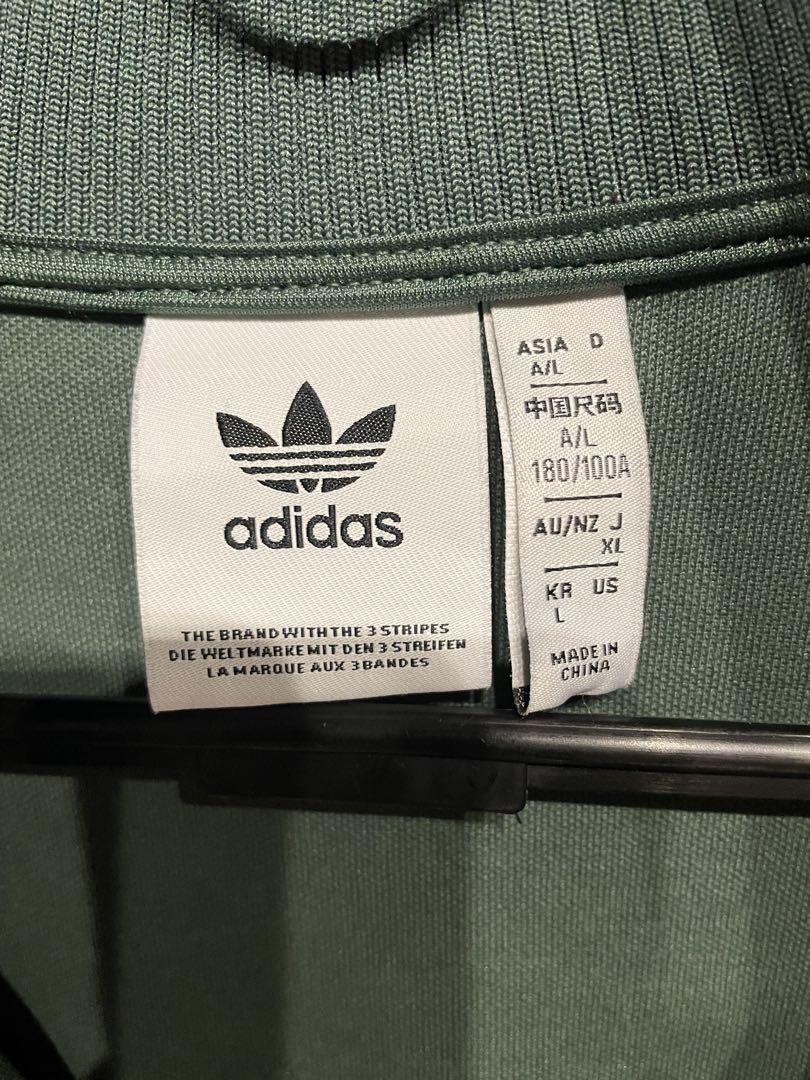 adidas
THE BRAND WITH THE 3 STRIPES
DIE WELTMARKE MIT DEN 3 STREIFEN
LA MARQUE AUX 3 BANDES
ASIA D
A/L
中国尺码
A/L
180/100A
AU/NZ J
XL
KR US
L
MADE IN
CHINA